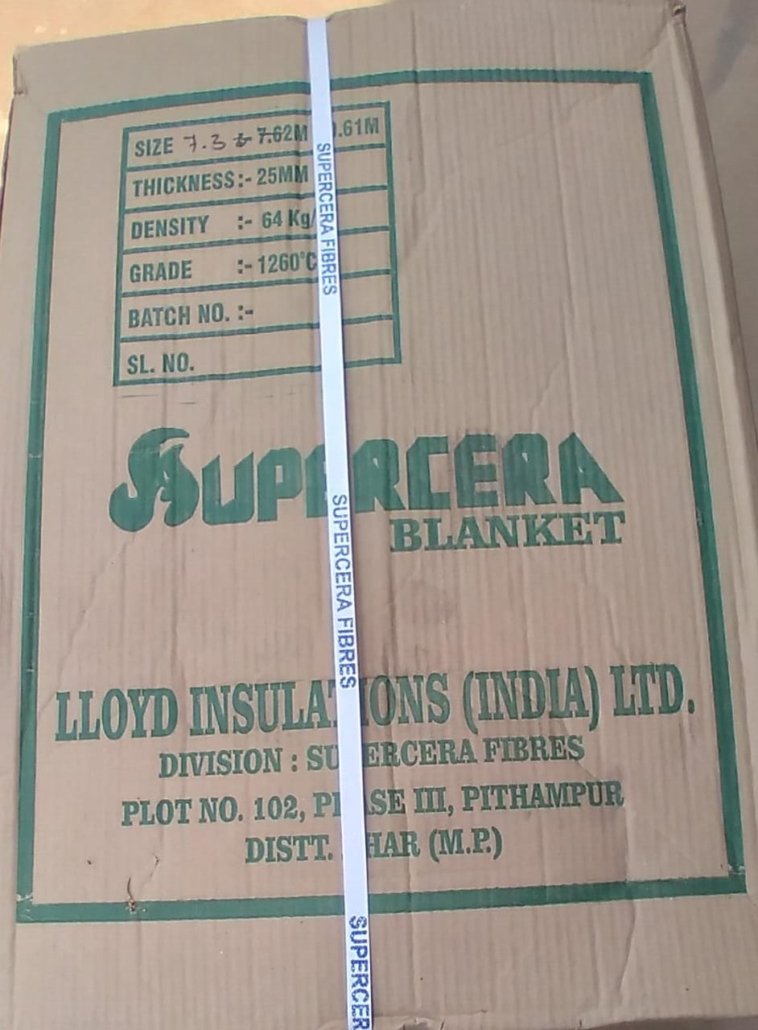 SIZE 7.3 7.62M .61M
THICKNESS:- 25MM
DENSITY :- 64 Kg/
GRADE :- 1260°C
BATCH NO. :-
SL. NO.
SUPERCERA
BLANKET
LLOYD INSULATIONS (INDIA) LTD.
DIVISION : SUPERCERA FIBRES
PLOT NO. 102, PHASE III, PITHAMPUR
DISTT. DHAR (M.P.)
SUPERCERA FIBRES
SUPERCERA FIBRES
SUPERCER